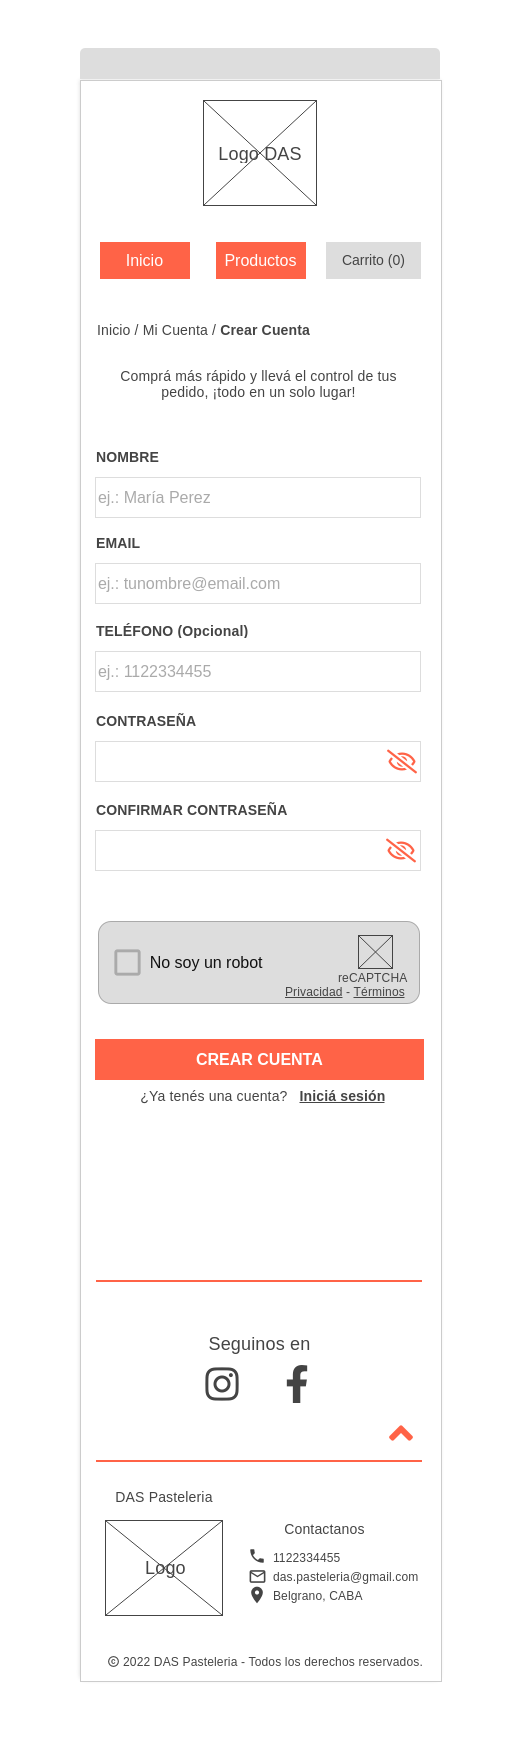 Logo DAS
Inicio
Productos
Carrito (0)
Inicio / Mi Cuenta / Crear Cuenta
Comprá más rápido y llevá el control de tus
pedido, ¡todo en un solo lugar!
NOMBRE
ej.: María Perez
EMAIL
ej.: tunombre@email.com
TELÉFONO (Opcional)
ej.: 1122334455
CONTRASEÑA
CONFIRMAR CONTRASEÑA
No soy un robot
reCAPTCHA
Privacidad - Términos
CREAR CUENTA
¿Ya tenés una cuenta? Iniciá sesión
Seguinos en
DAS Pasteleria
Logo
Contactanos
1122334455
das.pasteleria@gmail.com
Belgrano, CABA
© 2022 DAS Pasteleria - Todos los derechos reservados.